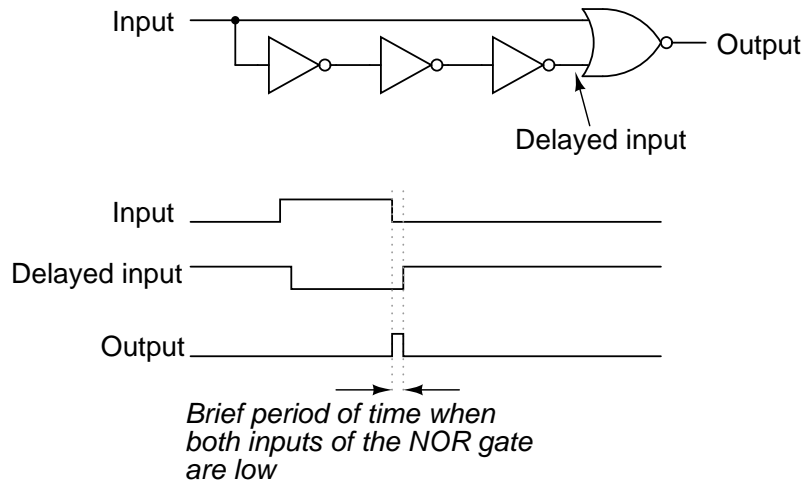 Input
Output
Delayed input
Input
Delayed input
Output
Brief period of time when
both inputs of the NOR gate
are low